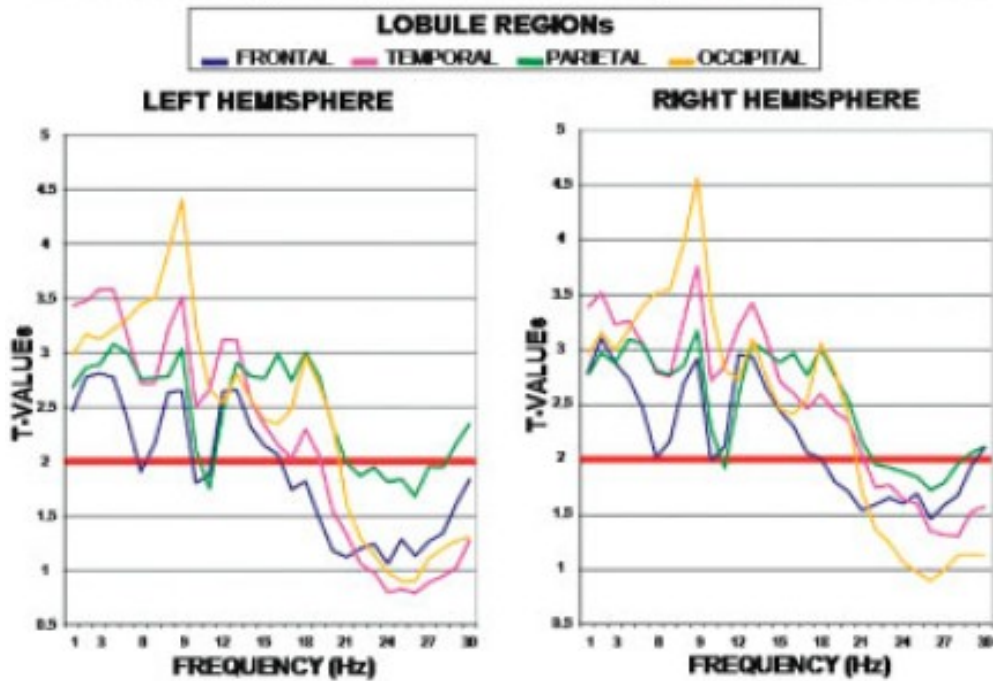 LOBULE REGIONs
FRONTAL TEMPORAL PARIETAL OCCIPITAL
LEFT HEMISPHERE
5
4.5
4
3.5
3
2.5
2
1.5
1
0.5
T-VALUEs
1 3 8 9 12 15 18 21 24 27 30
FREQUENCY (Hz)
RIGHT HEMISPHERE
5
4.5
4
3.5
3
2.5
2
1.5
1
0.5
T-VALUEs
1 3 8 9 12 15 18 21 24 27 30
FREQUENCY (Hz)